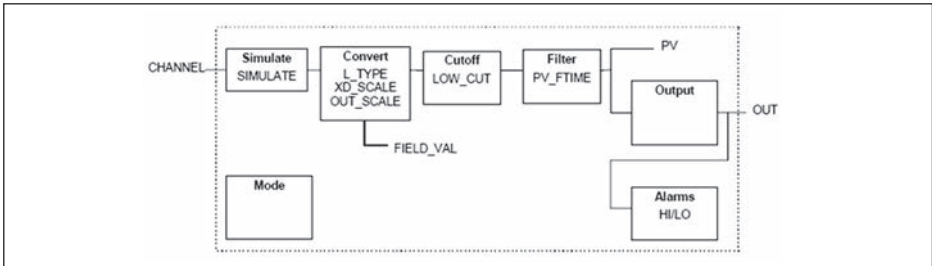 CHANNEL
Simulate
SIMULATE
Convert
L_TYPE
XD_SCALE
OUT_SCALE
FIELD_VAL
Cutoff
LOW_CUT
Filter
PV_FTIME
PV
Output
OUT
Mode
Alarms
HI/LO